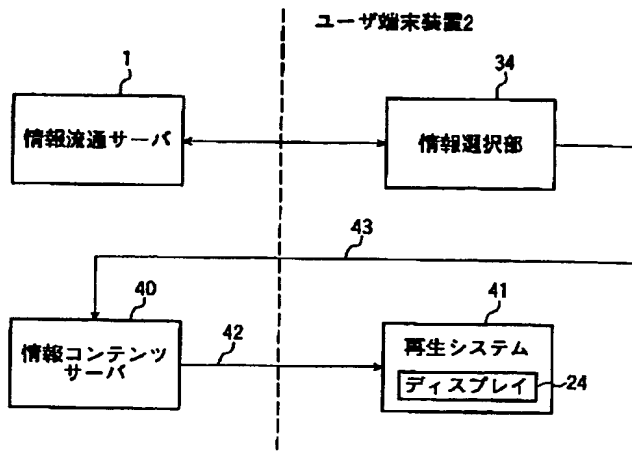 ユーザ端末装置2
1
34
情報流通サーバ
情報選択部
43
40
41
情報コンテンツ
サーバ
42
再生システム
ディスプレイ
24